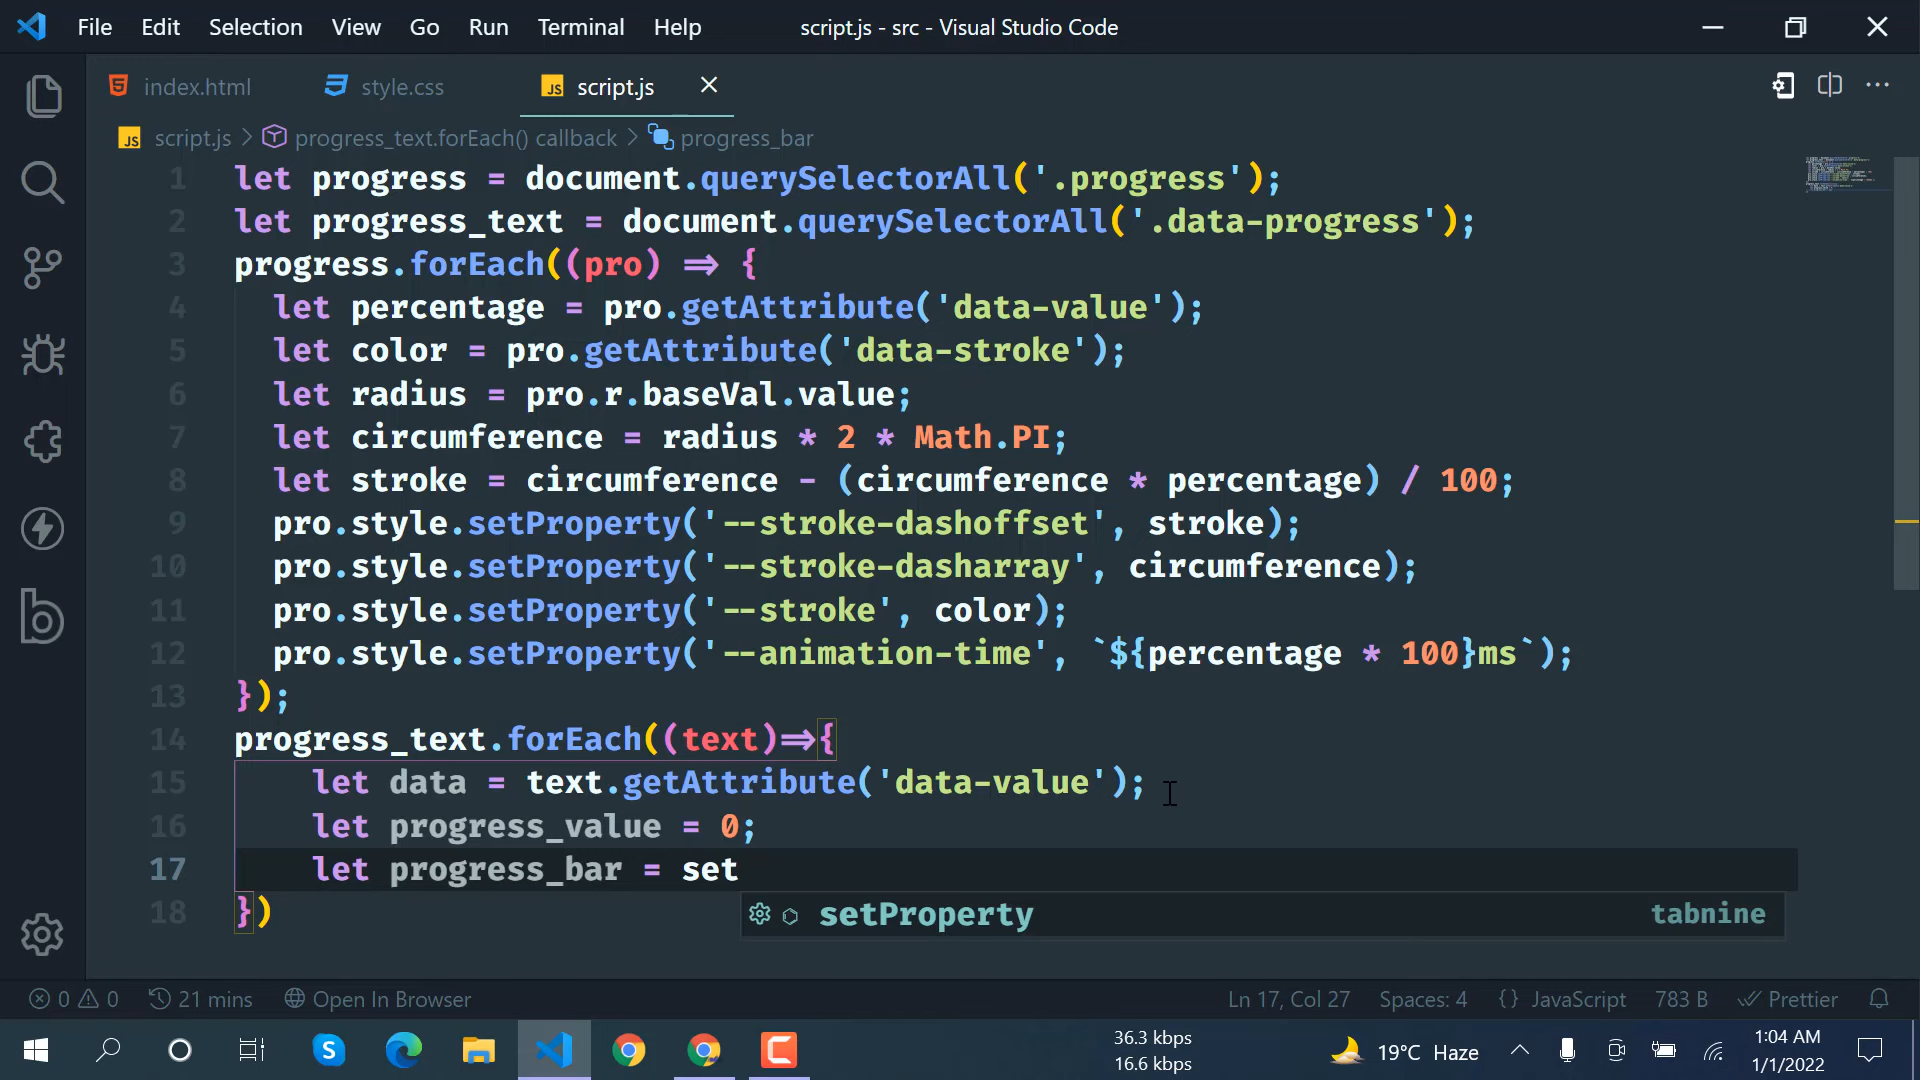 File Edit Selection View Go Run Terminal Help script.js - src - Visual Studio Code
index.html style.css JS script.js
JS script.js > progress_text.forEach() callback > progress_bar
1 let progress = document.querySelectorAll('.progress');
2 let progress_text = document.querySelectorAll('.data-progress');
3 progress.forEach((pro) => {
4 let percentage = pro.getAttribute('data-value');
5 let color = pro.getAttribute('data-stroke');
6 let radius = pro.r.baseVal.value;
7 let circumference = radius * 2 * Math.PI;
8 let stroke = circumference - (circumference * percentage) / 100;
9 pro.style.setProperty('--stroke-dashoffset', stroke);
10 pro.style.setProperty('--stroke-dasharray', circumference);
11 pro.style.setProperty('--stroke', color);
12 pro.style.setProperty('--animation-time', `${percentage * 100}ms`);
13 });
14 progress_text.forEach((text)=>{
15 let data = text.getAttribute('data-value');
16 let progress_value = 0;
17 let progress_bar = set
18 })
setProperty tabnine
0 0 21 mins Open In Browser Ln 17, Col 27 Spaces: 4 {} JavaScript 783 B Prettier
36.3 kbps
16.6 kbps
19°C Haze
1:04 AM
1/1/2022